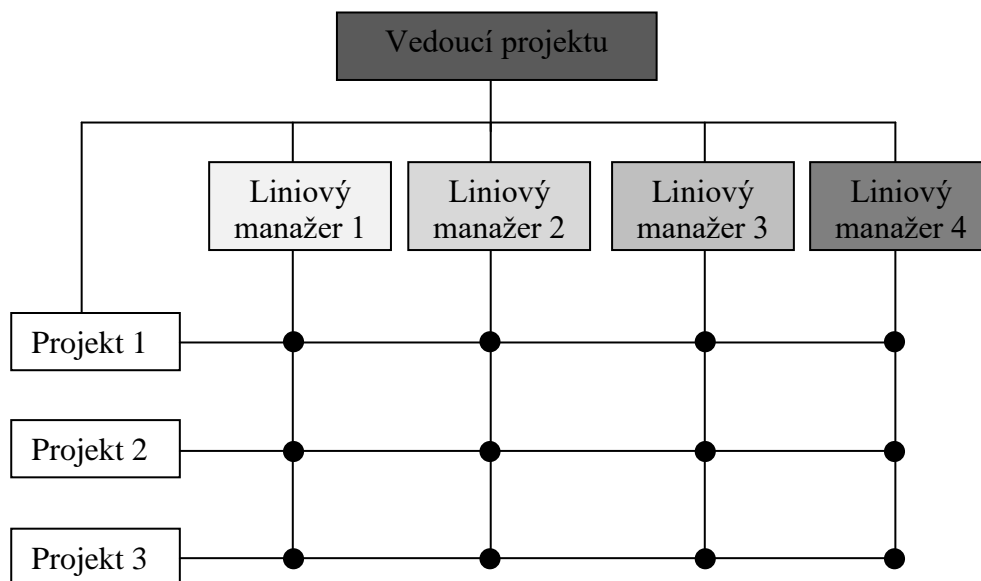 Vedoucí projektu
Liniový
manažer 1
Liniový
manažer 2
Liniový
manažer 3
Liniový
manažer 4
Projekt 1
Projekt 2
Projekt 3